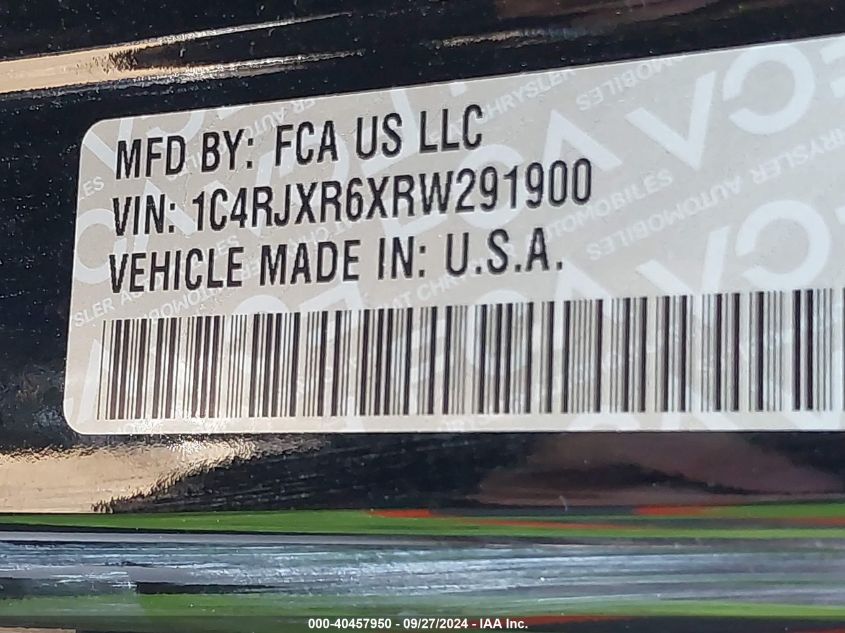 MFD BY: FCA US LLC
VIN: 1C4RJXR6XRW291900
VEHICLE MADE IN: U.S.A.
000-40457950 - 09/27/2024 - IAA Inc.